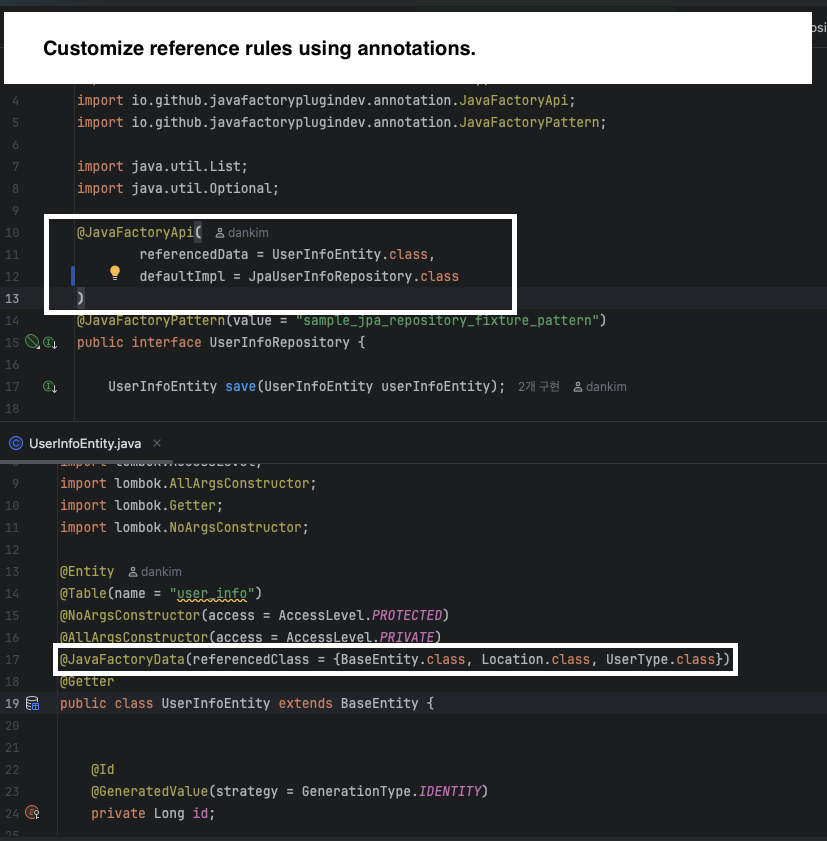 osi
Customize reference rules using annotations.
4 import io.github.javafactoryplugindev.annotation.JavaFactoryApi;
5 import io.github.javafactoryplugindev.annotation.JavaFactoryPattern;
6
7 import java.util.List;
8 import java.util.Optional;
9
10 @JavaFactoryApi( dankim
11 referencedData = UserInfoEntity.class,
12 defaultImpl = JpaUserInfoRepository.class
13 )
14 @JavaFactoryPattern(value = "sample_jpa_repository_fixture_pattern")
15 public interface UserInfoRepository {
16
17 UserInfoEntity save(UserInfoEntity userInfoEntity); 2개 구현 dankim
18
UserInfoEntity.java
import lombok.AccessLevel;
9 import lombok.AllArgsConstructor;
10 import lombok.Getter;
11 import lombok.NoArgsConstructor;
12
13 @Entity dankim
14 @Table(name = "user_info")
15 @NoArgsConstructor(access = AccessLevel.PROTECTED)
16 @AllArgsConstructor(access = AccessLevel.PRIVATE)
17 @JavaFactoryData(referencedClass = {BaseEntity.class, Location.class, UserType.class})
18 @Getter
19 public class UserInfoEntity extends BaseEntity {
20
21
22 @Id
23 @GeneratedValue(strategy = GenerationType.IDENTITY)
24 private Long id;
25